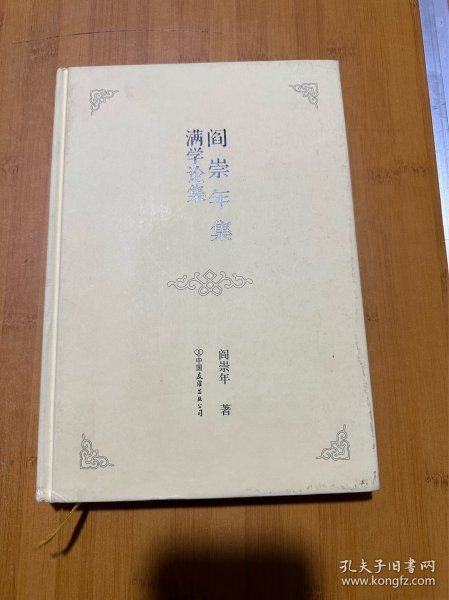 阎崇年集
满学论集
阎崇年 著
中国友谊出版公司
孔夫子旧书网
www.kongfz.com